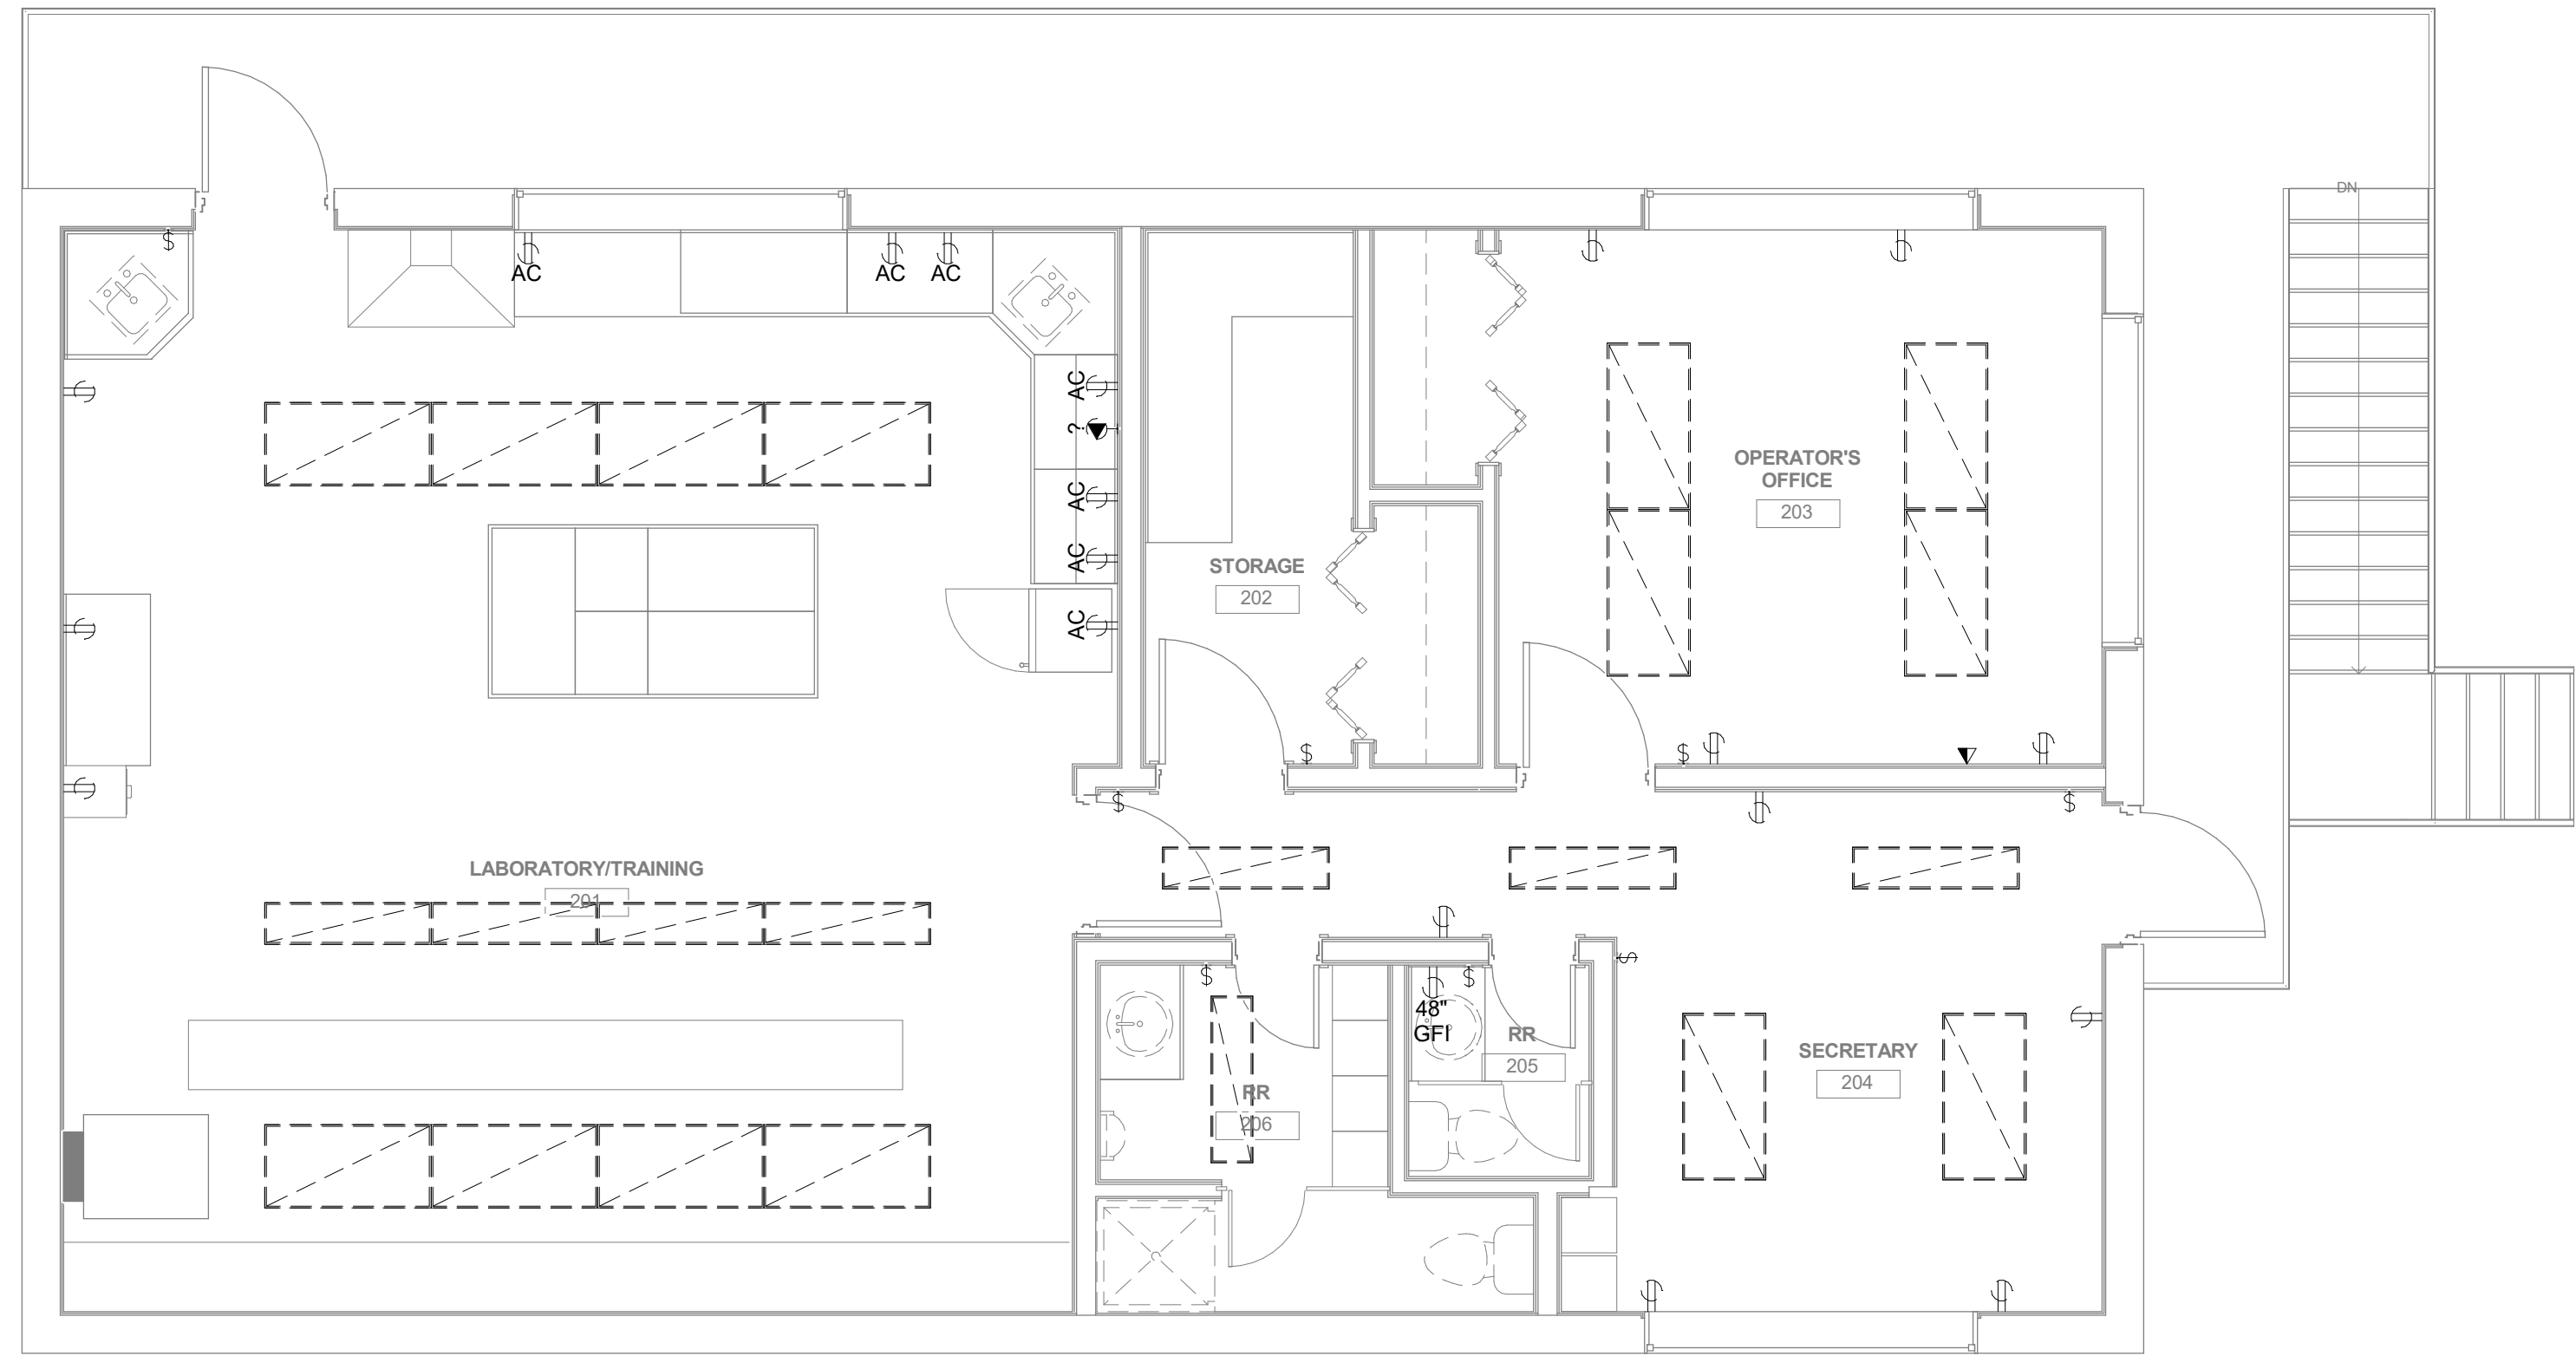 DN
$
AC
AC
AC
AC
?
AC
AC
AC
OPERATOR'S
OFFICE
203
STORAGE
202
$
$
$
$
LABORATORY/TRAINING
201
$
$
$
48"
GFI
RR
205
SECRETARY
204
RR
206